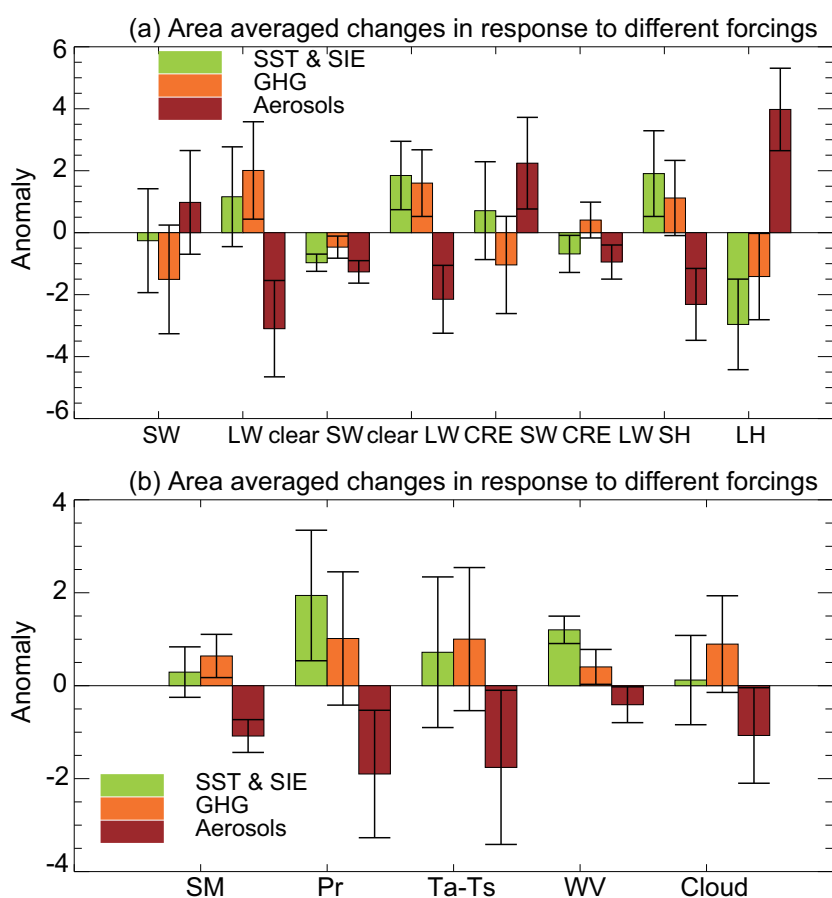 (a) Area averaged changes in response to different forcings
6
4
2
0
-2
-4
-6
Anomaly
SST & SIE
GHG
Aerosols
SW LW clear SW clear LW CRE SW CRE LW SH LH
(b) Area averaged changes in response to different forcings
4
2
0
-2
-4
Anomaly
SST & SIE
GHG
Aerosols
SM Pr Ta-Ts WV Cloud